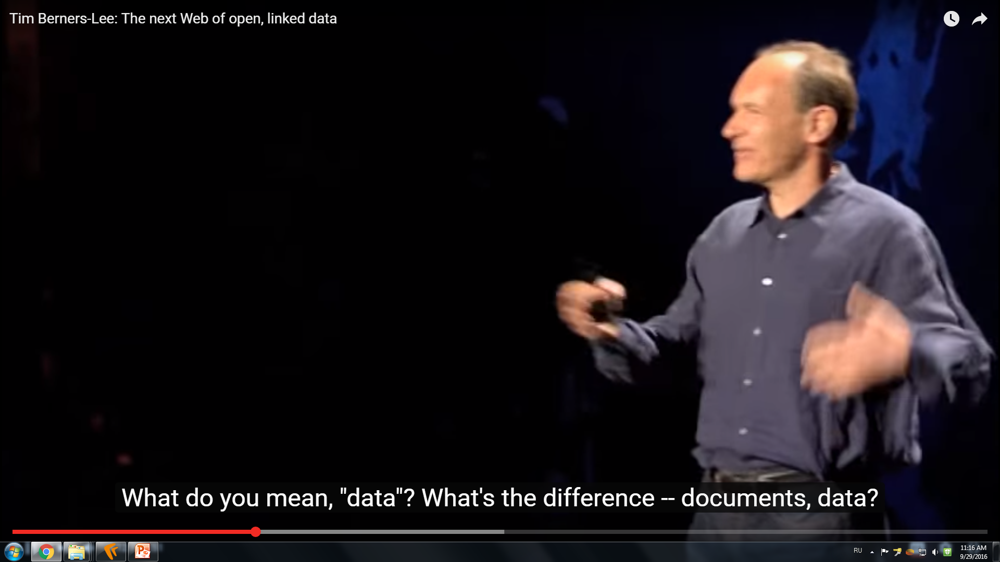 Tim Berners-Lee: The next Web of open, linked data
What do you mean, "data"? What's the difference -- documents, data?
RU
11:16 AM
9/29/2016